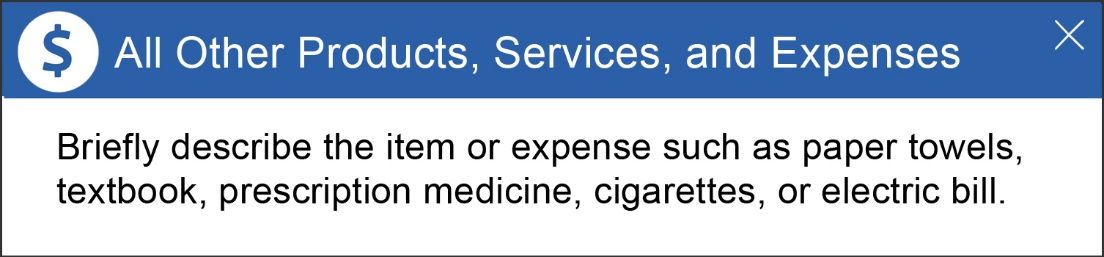 $ All Other Products, Services, and Expenses
Briefly describe the item or expense such as paper towels,
textbook, prescription medicine, cigarettes, or electric bill.